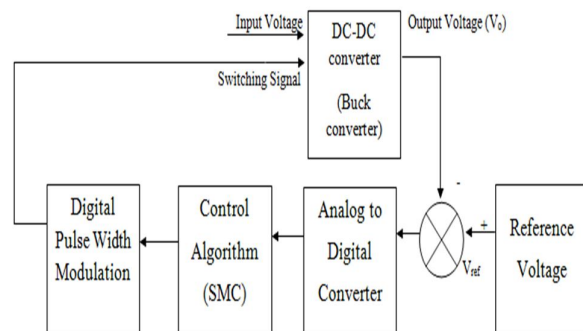 Input Voltage
Switching Signal
DC-DC
converter
(Buck
converter)
Output Voltage (Vₒ)
-
+
Vref
Digital
Pulse Width
Modulation
Control
Algorithm
(SMC)
Analog to
Digital
Converter
Reference
Voltage